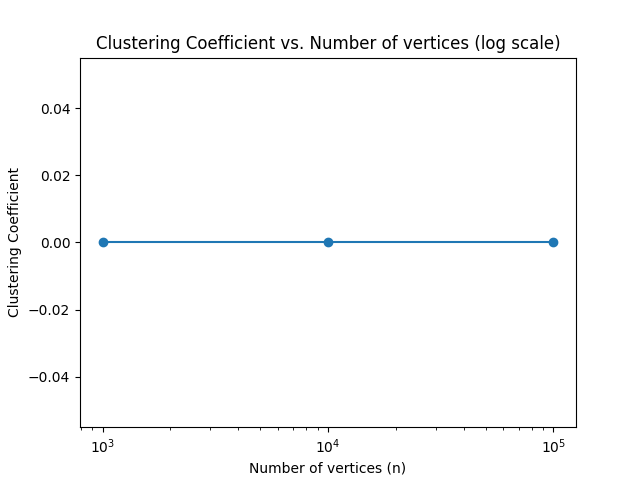 Clustering Coefficient vs. Number of vertices (log scale)
Clustering Coefficient
0.04
0.02
0.00
−0.02
−0.04
10³
10⁴
10⁵
Number of vertices (n)